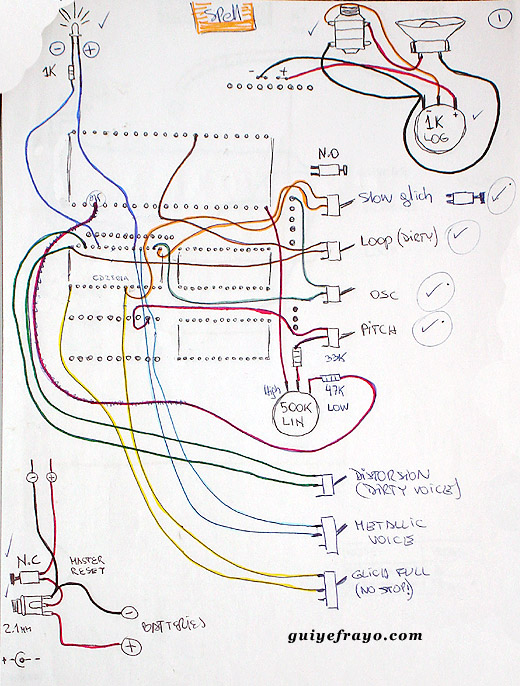 Spell
1
- +
1K
- +
- +
1K
LOG
N.O
Slow glich
LOOP (DIRTY)
CD2801A
OSC
PITCH
33K
High
500K
LIN
47K
LOW
DISTORSION
(DIRTY VOICE)
METALLIC
VOICE
GLICH FULL
(NO STOP!)
- +
N.C
MASTER
RESET
-
BATTERIES
+
2.1mm
+ -
guiyefrayo.com